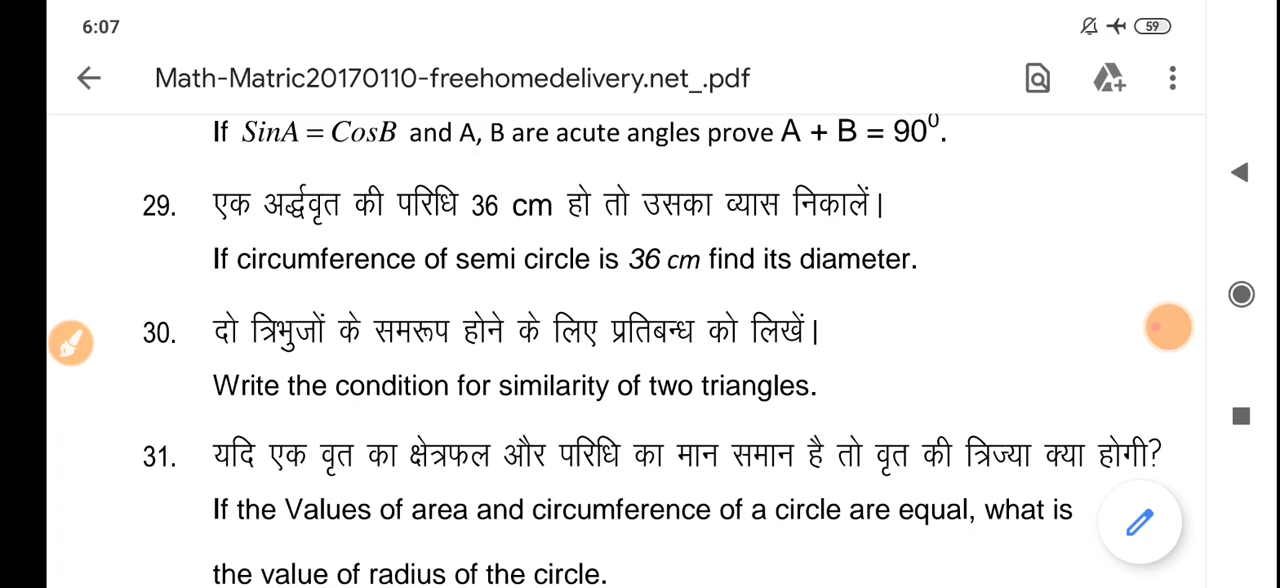 6:07
59
Math-Matric20170110-freehomedelivery.net_.pdf
If SinA = CosB and A, B are acute angles prove A + B = 90⁰.
29. एक अर्द्धवृत की परिधि 36 cm हो तो उसका व्यास निकालें।
If circumference of semi circle is 36 cm find its diameter.
30. दो त्रिभुजों के समरूप होने के लिए प्रतिबन्ध को लिखें।
Write the condition for similarity of two triangles.
31. यदि एक वृत का क्षेत्रफल और परिधि का मान समान है तो वृत की त्रिज्या क्या होगी?
If the Values of area and circumference of a circle are equal, what is
the value of radius of the circle.